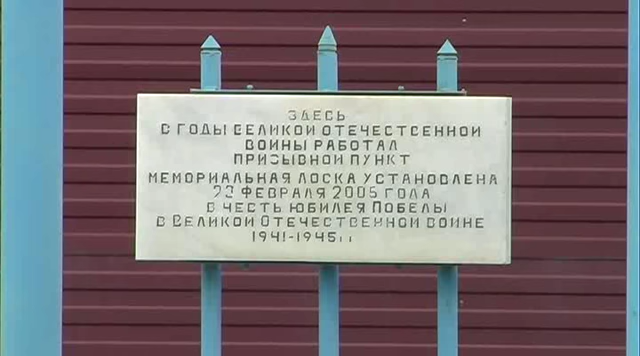 ЗДЕСЬ
В ГОДЫ ВЕЛИКОЙ ОТЕЧЕСТВЕННОЙ
ВОЙНЫ РАБОТАЛ
ПРИЗЫВНОЙ ПУНКТ
МЕМОРИАЛЬНАЯ ДОСКА УСТАНОВЛЕНА
23 ФЕВРАЛЯ 2005 ГОДА
В ЧЕСТЬ ЮБИЛЕЯ ПОБЕДЫ
В ВЕЛИКОЙ ОТЕЧЕСТВЕННОЙ ВОЙНЕ
1941-1945гг